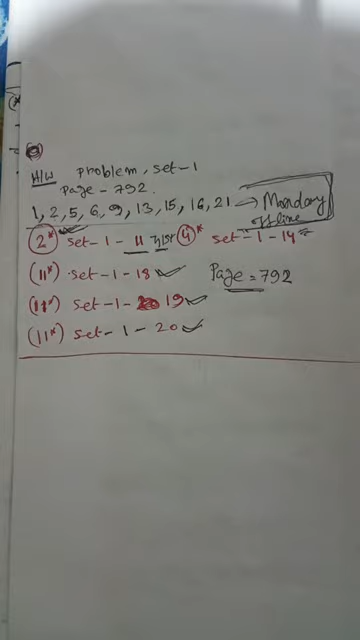 H/W Problem, set-1
Page - 792.
1, 2, 5, 6, 9, 13, 15, 16, 21 → Monday
offline
2* set-1-11 4* set-1-14
(11*) set-1-18 ✓ Page = 792
(11*) set-1-19 ✓
(11*) set-1-20 ✓